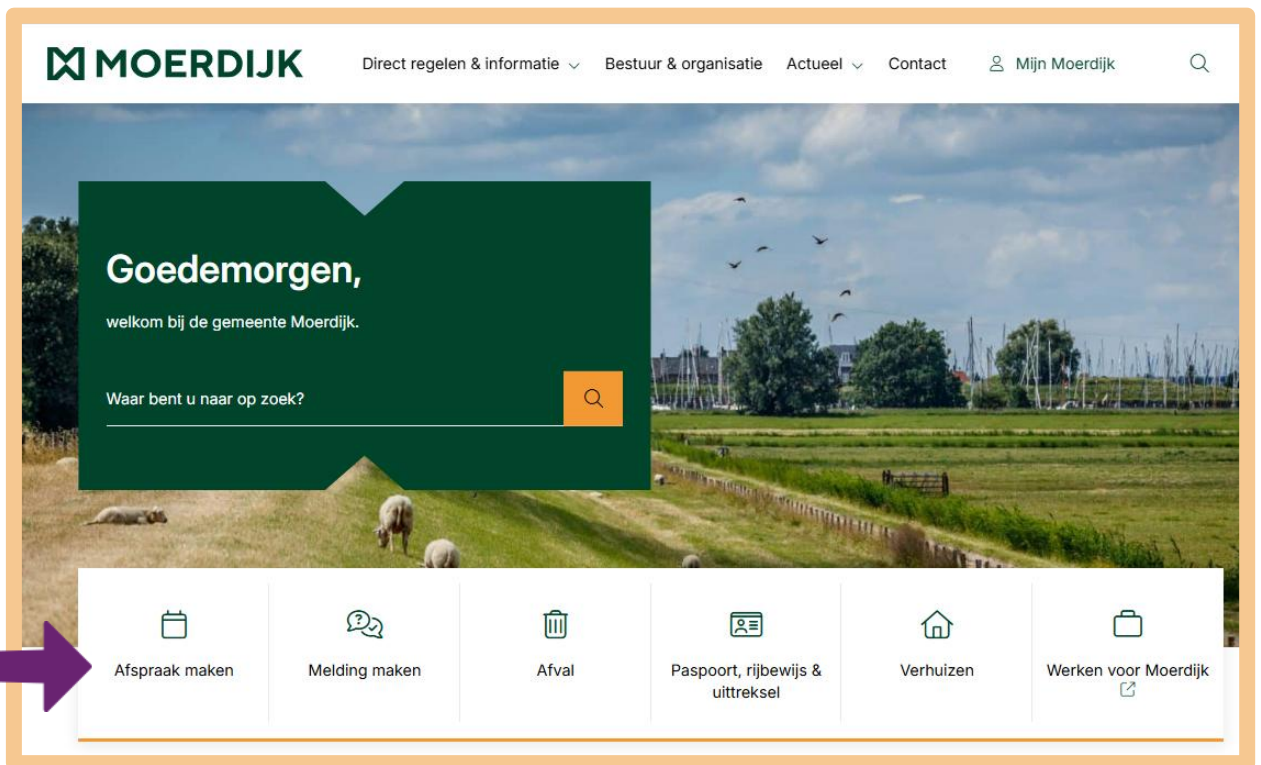 MOERDIJK
Direct regelen & informatie Bestuur & organisatie Actueel Contact Mijn Moerdijk
Goedemorgen,
welkom bij de gemeente Moerdijk.
Waar bent u naar op zoek?
Afspraak maken Melding maken Afval Paspoort, rijbewijs & Verhuizen Werken voor Moerdijk
uittreksel